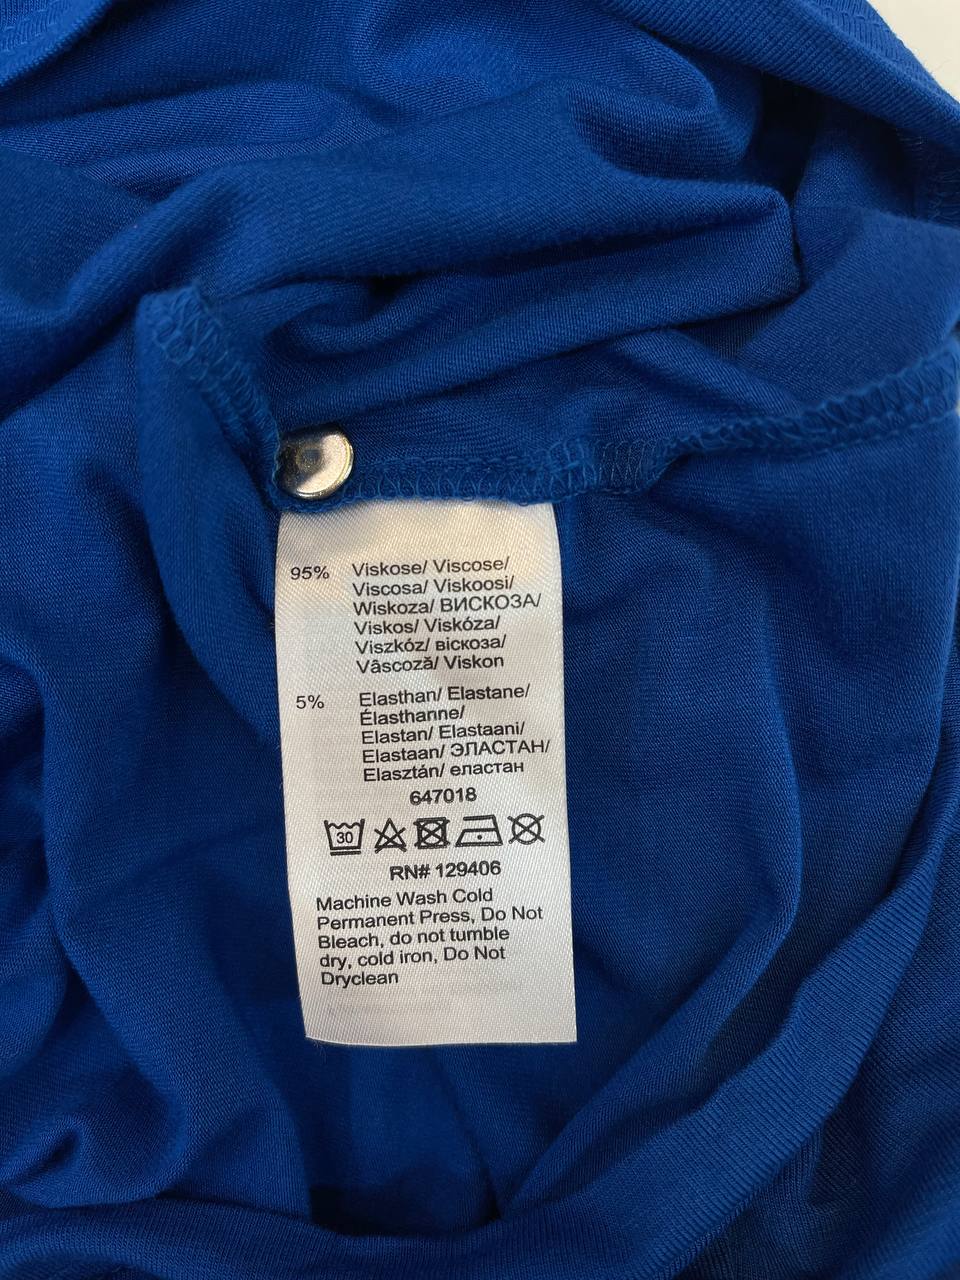 95% Viskose/ Viscose/
Viscosa/ Viskoosi/
Wiskoza/ ВИСКОЗА/
Viskos/ Viskóza/
Viszkóz/ віскоза/
Vâscoză/ Viskon
5% Elasthan/ Elastane/
Élasthanne/
Elastan/ Elastaani/
Elastaan/ ЭЛАСТАН/
Elasztán/ еластан
647018
30
RN# 129406
Machine Wash Cold
Permanent Press, Do Not
Bleach, do not tumble
dry, cold iron, Do Not
Dryclean